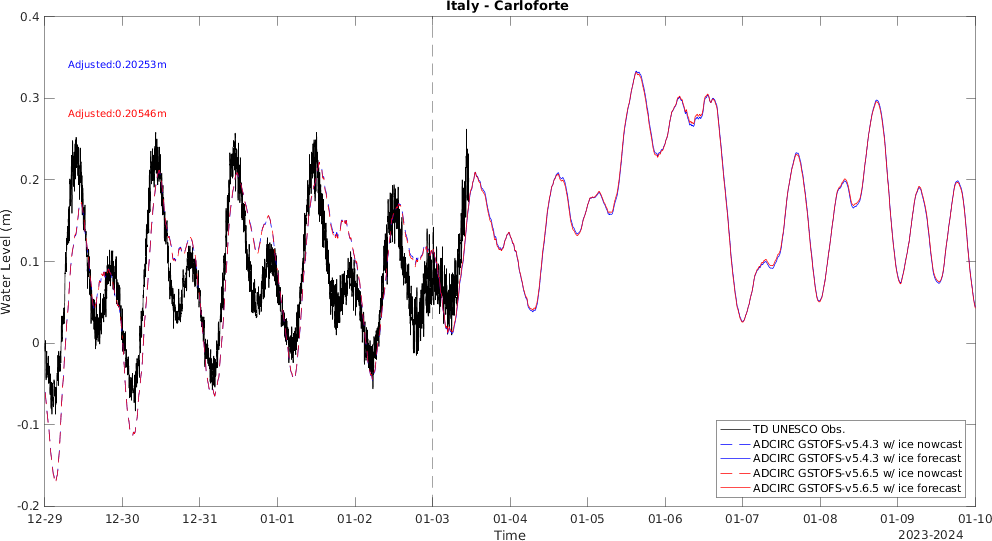 Italy - Carloforte
0.4
0.3
0.2
0.1
0
-0.1
-0.2
Water Level (m)
Adjusted:0.20253m
Adjusted:0.20546m
TD UNESCO Obs.
ADCIRC GSTOFS-v5.4.3 w/ ice nowcast
ADCIRC GSTOFS-v5.4.3 w/ ice forecast
ADCIRC GSTOFS-v5.6.5 w/ ice nowcast
ADCIRC GSTOFS-v5.6.5 w/ ice forecast
12-29 12-30 12-31 01-01 01-02 01-03 01-04 01-05 01-06 01-07 01-08 01-09 01-10
Time
2023-2024